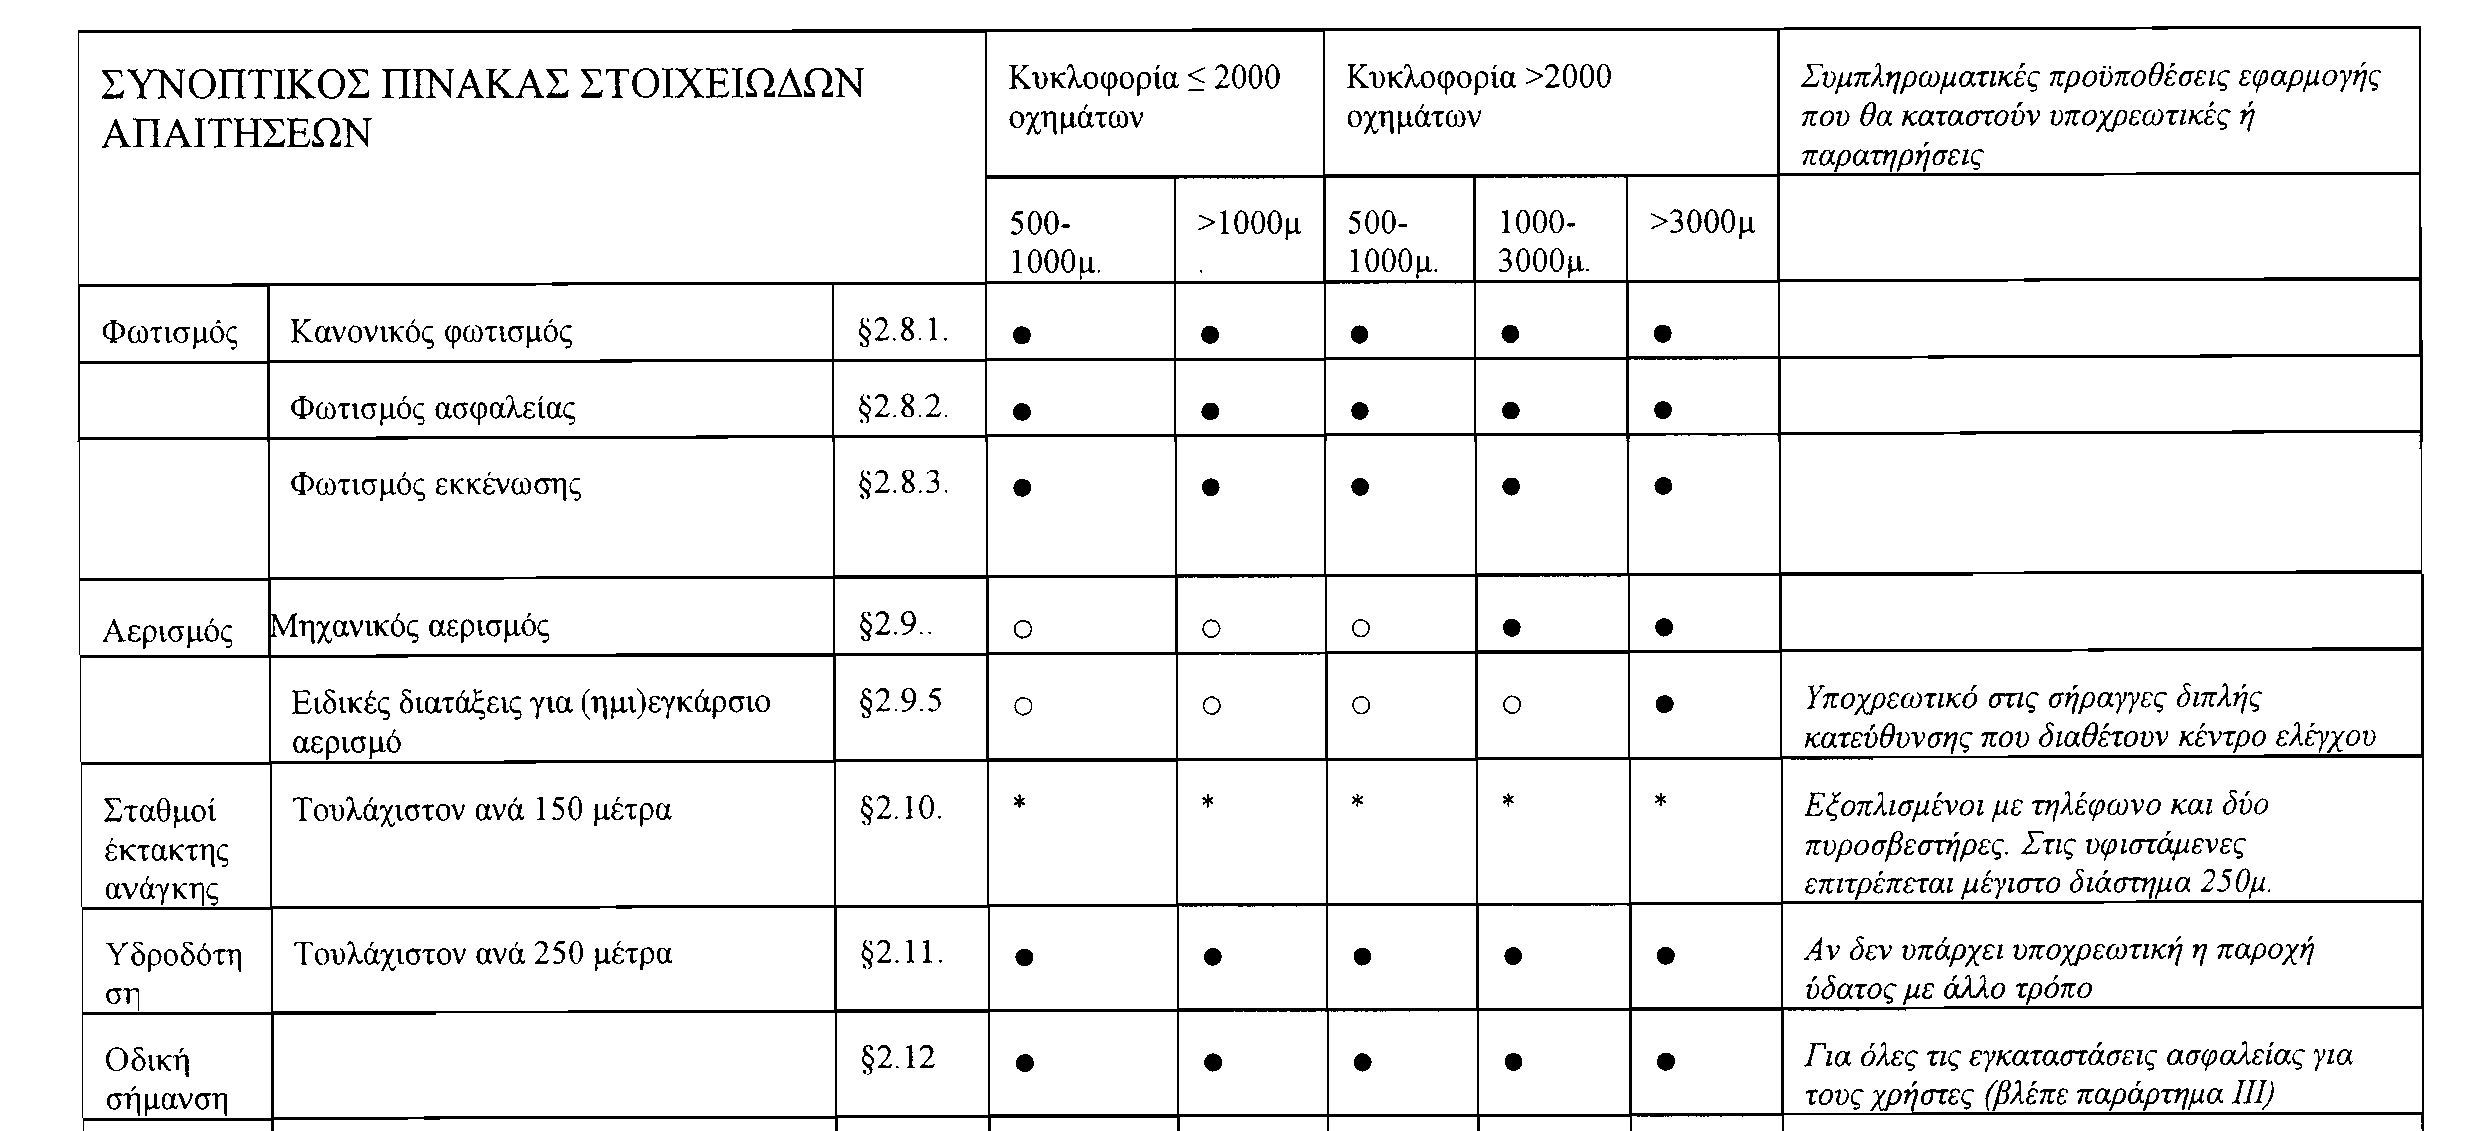 ΣΥΝΟΠΤΙΚΟΣ ΠΙΝΑΚΑΣ ΣΤΟΙΧΕΙΩΔΩΝ
ΑΠΑΙΤΗΣΕΩΝ
Κυκλοφορία ≤ 2000
οχημάτων
Κυκλοφορία >2000
οχημάτων
Συμπληρωματικές προϋποθέσεις εφαρμογής
που θα καταστούν υποχρεωτικές ή
παρατηρήσεις
500-
1000μ.
>1000μ
.
500-
1000μ.
1000-
3000μ.
>3000μ
Φωτισμός Κανονικός φωτισμός §2.8.1. ● ● ● ● ●
Φωτισμός ασφαλείας §2.8.2. ● ● ● ● ●
Φωτισμός εκκένωσης §2.8.3. ● ● ● ● ●
Αερισμός Μηχανικός αερισμός §2.9.. ○ ○ ○ ● ●
Ειδικές διατάξεις για (ημι)εγκάρσιο
αερισμό
§2.9.5 ○ ○ ○ ○ ●
Υποχρεωτικό στις σήραγγες διπλής
κατεύθυνσης που διαθέτουν κέντρο ελέγχου
Σταθμοί
έκτακτης
ανάγκης
Τουλάχιστον ανά 150 μέτρα §2.10. * * * * *
Εξοπλισμένοι με τηλέφωνο και δύο
πυροσβεστήρες. Στις υφιστάμενες
επιτρέπεται μέγιστο διάστημα 250μ.
Υδροδότη
ση
Τουλάχιστον ανά 250 μέτρα §2.11. ● ● ● ● ●
Αν δεν υπάρχει υποχρεωτική η παροχή
ύδατος με άλλο τρόπο
Οδική
σήμανση
§2.12 ● ● ● ● ●
Για όλες τις εγκαταστάσεις ασφαλείας για
τους χρήστες (βλέπε παράρτημα III)